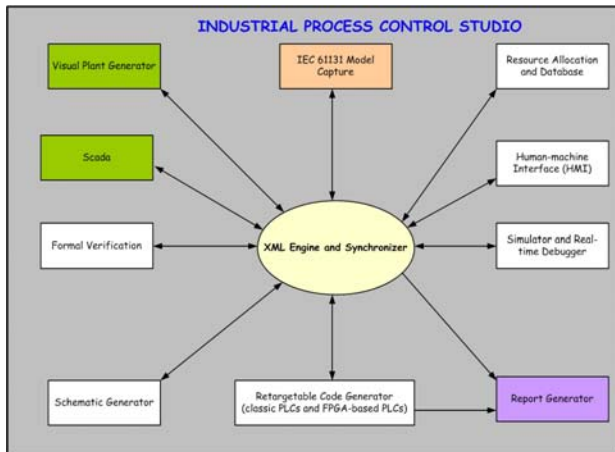 INDUSTRIAL PROCESS CONTROL STUDIO
Visual Plant Generator
IEC 61131 Model
Capture
Resource Allocation
and Database
Scada
Human-machine
Interface (HMI)
Formal Verification
XML Engine and Synchronizer
Simulator and Real-
time Debugger
Schematic Generator
Retargetable Code Generator
(classic PLCs and FPGA-based PLCs)
Report Generator